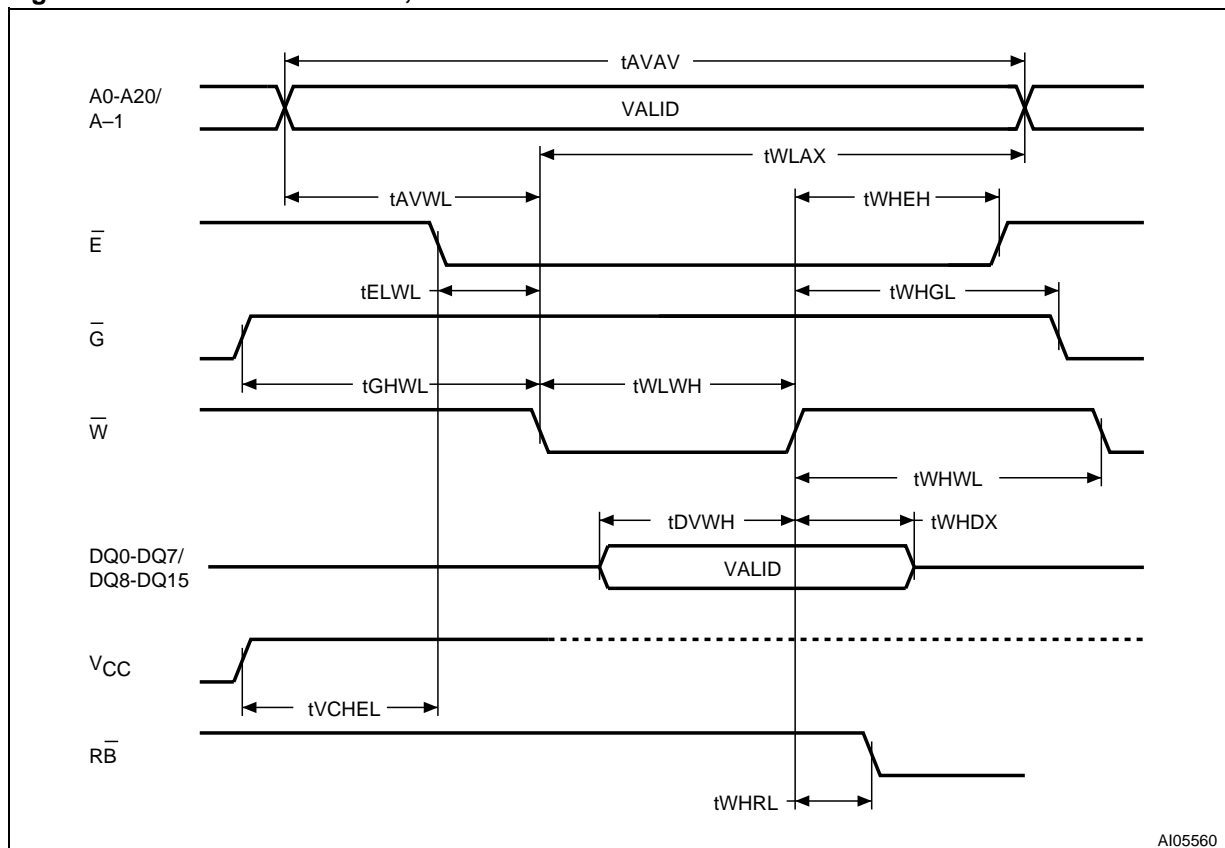 tAVAV
A0-A20/
A–1
VALID
tWLAX
tAVWL
tWHEH
E̅
tELWL
tWHGL
G̅
tGHWL
tWLWH
W̅
tWHWL
tDVWH
tWHDX
DQ0-DQ7/
DQ8-DQ15
VALID
VCC
tVCHEL
RB̅
tWHRL
AI05560